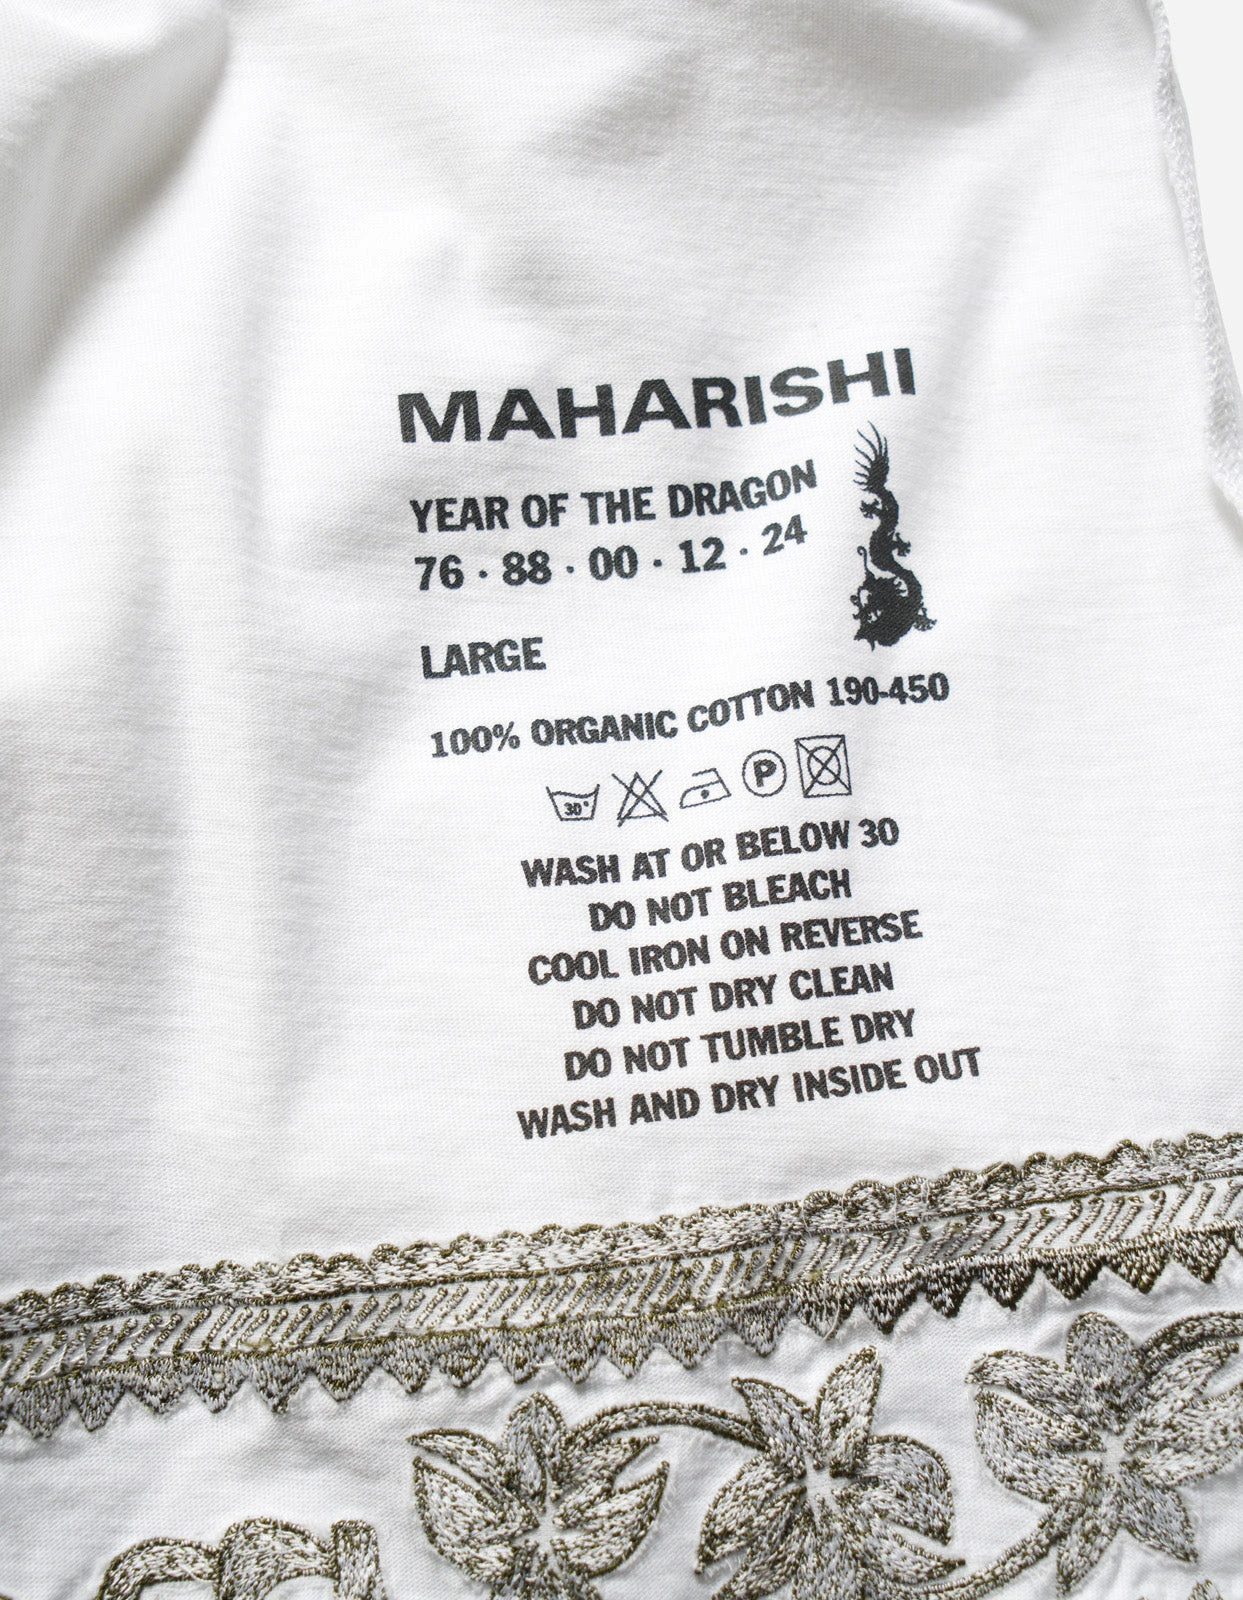 MAHARISHI
YEAR OF THE DRAGON
76 · 88 · 00 · 12 · 24
LARGE
100% ORGANIC COTTON 190-450
30° P
WASH AT OR BELOW 30
DO NOT BLEACH
COOL IRON ON REVERSE
DO NOT DRY CLEAN
DO NOT TUMBLE DRY
WASH AND DRY INSIDE OUT